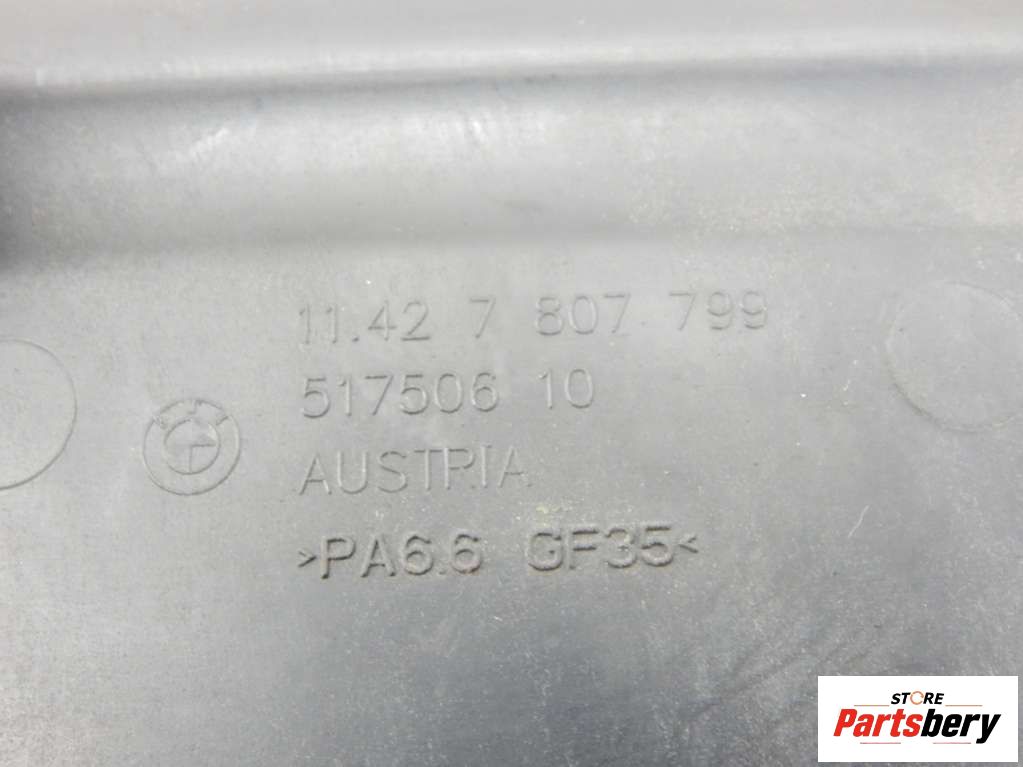 11.42 7 807 799
517506 10
AUSTRIA
>PA6.6 GF35<
STORE
Partsbery